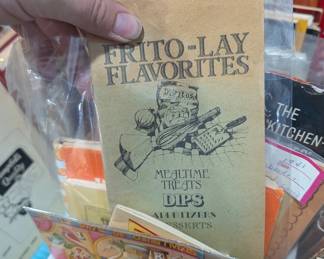 FRITO-LAY
FLAVORITES
MEALTIME
TREATS
DIPS
APPETIZERS
DESSERTS
THE
KITCHEN